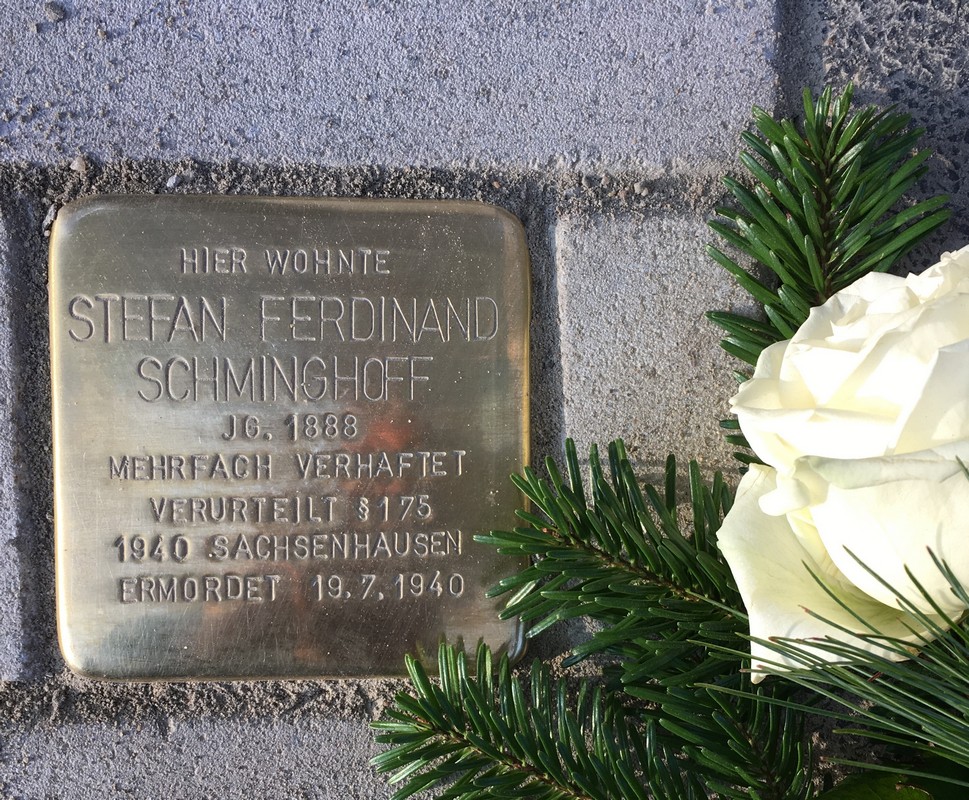 HIER WOHNTE
STEFAN FERDINAND
SCHMINGHOFF
JG. 1888
MEHRFACH VERHAFTET
VERURTEILT §175
1940 SACHSENHAUSEN
ERMORDET 19.7.1940